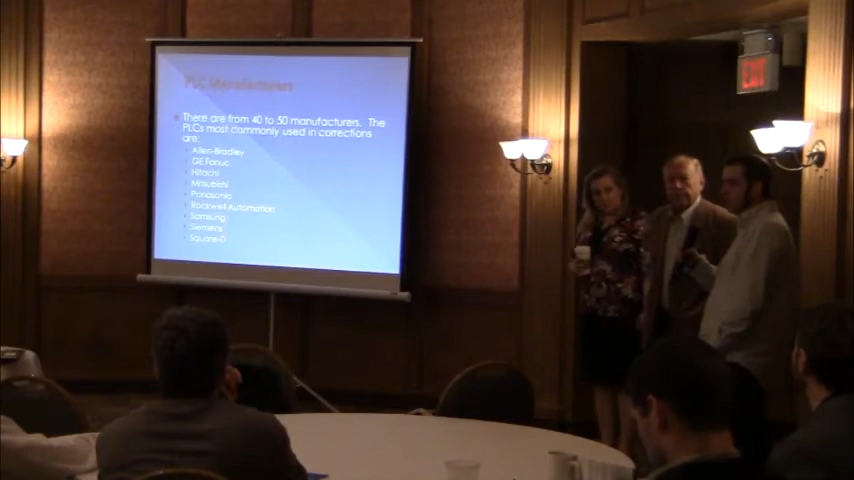 PLC Manufacturers
There are from 40 to 50 manufacturers. The
PLCs most commonly used in corrections
are:
Allen-Bradley
GE Fanuc
Hitachi
Mitsubishi
Panasonic
Rockwell Automation
Samsung
Siemens
Square-D
EXIT